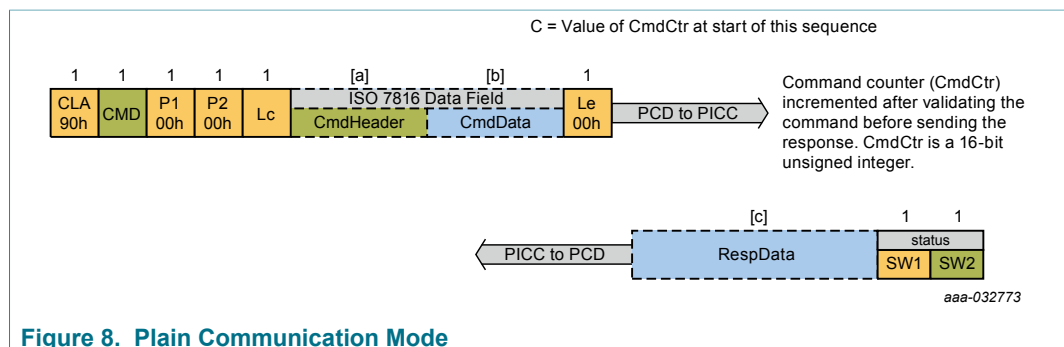 C = Value of CmdCtr at start of this sequence
1 1 1 1 1 [a] [b] 1
CLA 90h CMD P1 00h P2 00h Lc ISO 7816 Data Field CmdHeader CmdData Le 00h PCD to PICC
Command counter (CmdCtr)
incremented after validating the
command before sending the
response. CmdCtr is a 16-bit
unsigned integer.
[c] 1 1
PICC to PCD RespData status SW1 SW2
aaa-032773
Figure 8. Plain Communication Mode